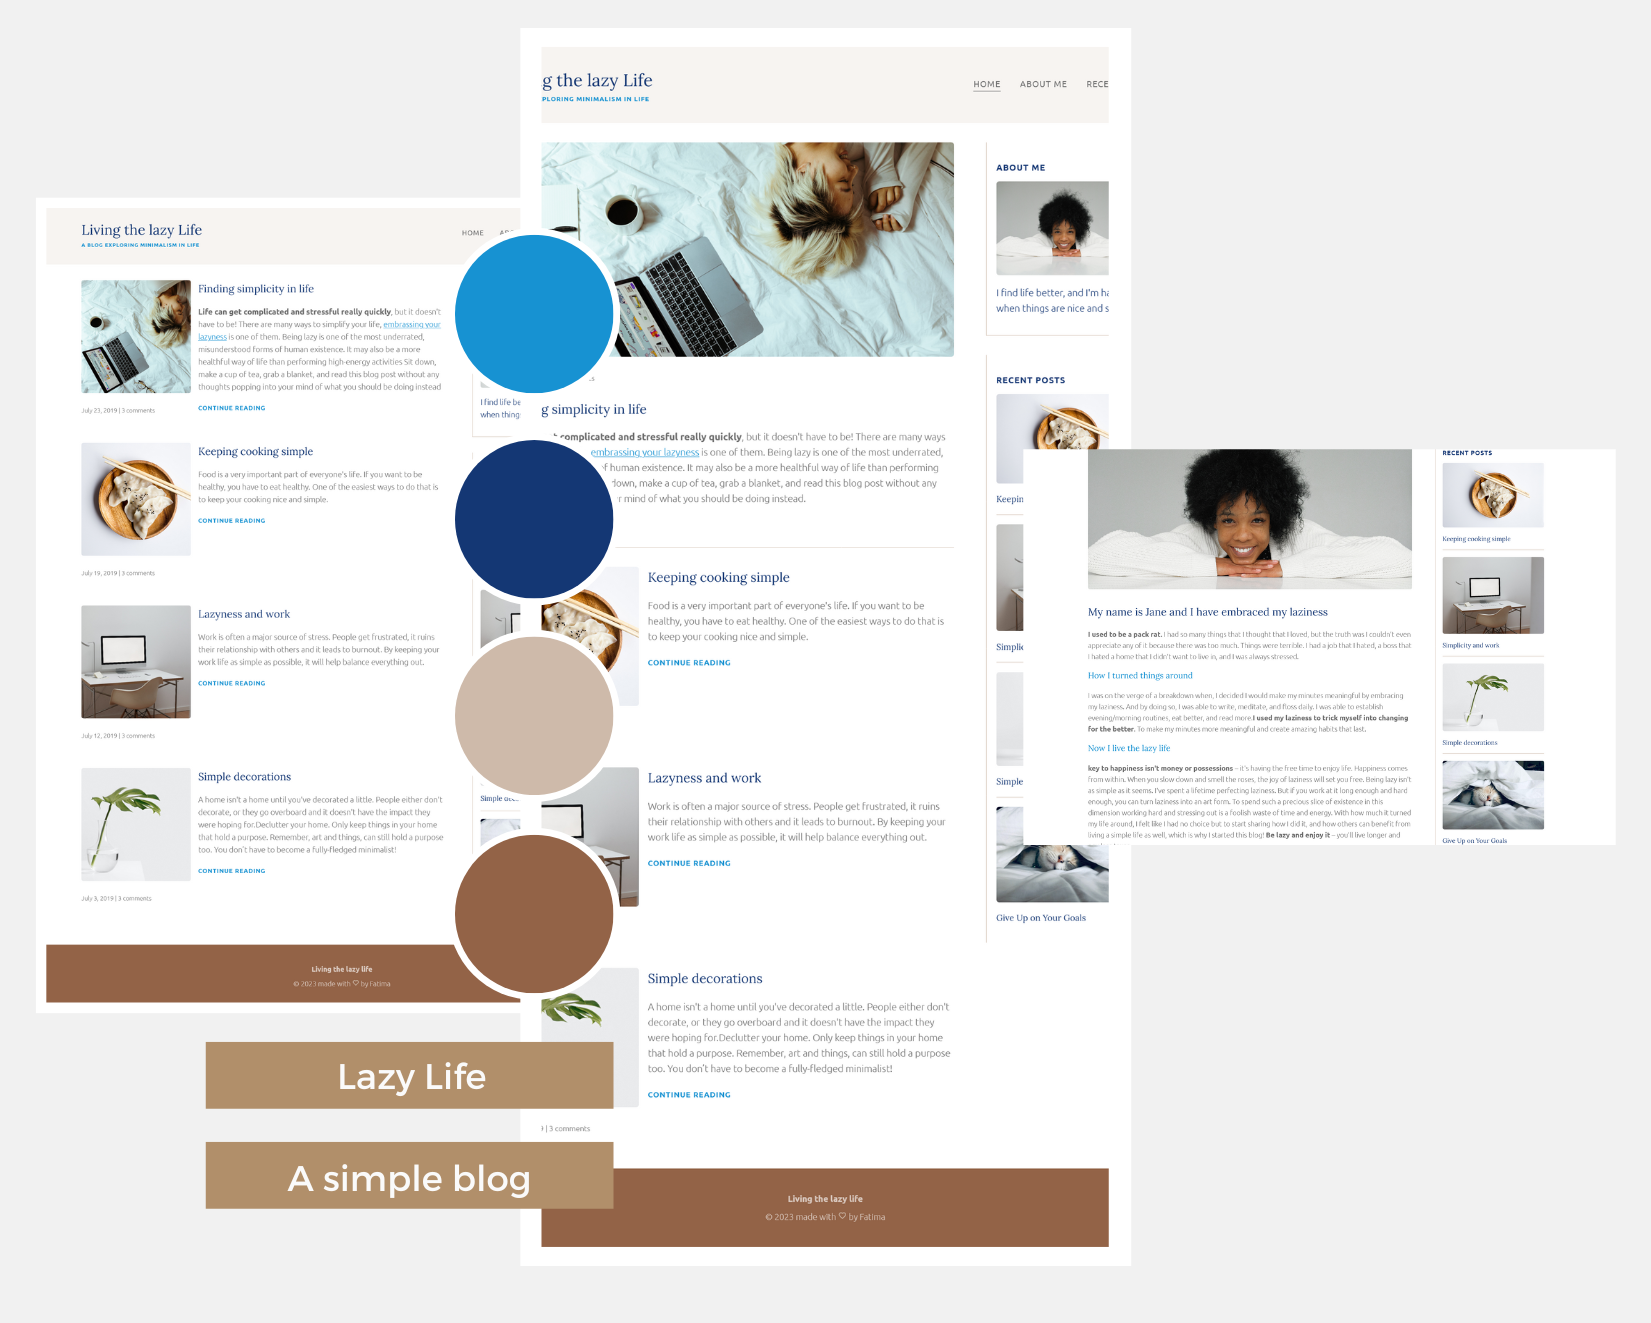 Living the lazy Life
A BLOG EXPLORING MINIMALISM IN LIFE
HOME
Finding simplicity in life
Life can get complicated and stressful really quickly, but it doesn't
have to be! There are many ways to simplify your life, embrassing your
lazyness is one of them. Being lazy is one of the most underrated,
misunderstood forms of human existence. It may also be a more
healthful way of life than performing high-energy activities Sit down,
make a cup of tea, grab a blanket, and read this blog post without any
thoughts popping into your mind of what you should be doing instead
CONTINUE READING
July 23, 2019 | 3 comments
Keeping cooking simple
Food is a very important part of everyone's life. If you want to be
healthy, you have to eat healthy. One of the easiest ways to do that is
to keep your cooking nice and simple.
CONTINUE READING
July 19, 2019 | 3 comments
Lazyness and work
Work is often a major source of stress. People get frustrated, it ruins
their relationship with others and it leads to burnout. By keeping your
work life as simple as possible, it will help balance everything out.
CONTINUE READING
July 12, 2019 | 3 comments
Simple decorations
A home isn't a home until you've decorated a little. People either don't
decorate, or they go overboard and it doesn't have the impact they
were hoping for.Declutter your home. Only keep things in your home
that hold a purpose. Remember, art and things, can still hold a purpose
too. You don't have to become a fully-fledged minimalist!
CONTINUE READING
July 3, 2019 | 3 comments
I find life be
when thing
Simple
Living the lazy life
© 2023 made with ♡ by Fatima
Lazy Life
A simple blog
g the lazy Life
PLORING MINIMALISM IN LIFE
HOME ABOUT ME RECE
g simplicity in life
complicated and stressful really quickly, but it doesn't have to be! There are many ways
embrassing your lazyness is one of them. Being lazy is one of the most underrated,
f human existence. It may also be a more healthful way of life than performing
down, make a cup of tea, grab a blanket, and read this blog post without any
r mind of what you should be doing instead.
Keeping cooking simple
Food is a very important part of everyone's life. If you want to be
healthy, you have to eat healthy. One of the easiest ways to do that is
to keep your cooking nice and simple.
CONTINUE READING
Lazyness and work
Work is often a major source of stress. People get frustrated, it ruins
their relationship with others and it leads to burnout. By keeping your
work life as simple as possible, it will help balance everything out.
CONTINUE READING
Simple decorations
A home isn't a home until you've decorated a little. People either don't
decorate, or they go overboard and it doesn't have the impact they
were hoping for.Declutter your home. Only keep things in your home
that hold a purpose. Remember, art and things, can still hold a purpose
too. You don't have to become a fully-fledged minimalist!
CONTINUE READING
| 3 comments
ABOUT ME
I find life better, and I'm ha
when things are nice and s
RECENT POSTS
Keepin
Simplic
Simple
Give Up on Your Goals
Living the lazy life
© 2023 made with ♡ by Fatima
My name is Jane and I have embraced my laziness
I used to be a pack rat. I had so many things that I thought that I loved, but the truth was I couldn't even
appreciate any of it because there was too much. Things were terrible. I had a job that I hated, a boss that
I hated a home that I didn't want to live in, and I was always stressed.
How I turned things around
I was on the verge of a breakdown when, I decided I would make my minutes meaningful by embracing
my laziness. And by doing so, I was able to write, meditate, and floss daily. I was able to establish
evening/morning routines, eat better, and read more.I used my laziness to trick myself into changing
for the better. To make my minutes more meaningful and create amazing habits that last.
Now I live the lazy life
key to happiness isn't money or possessions – it's having the free time to enjoy life. Happiness comes
from within. When you slow down and smell the roses, the joy of laziness will set you free. Being lazy isn't
as simple as it seems. I've spent a lifetime perfecting laziness. But if you work at it long enough and hard
enough, you can turn laziness into an art form. To spend such a precious slice of existence in this
dimension working hard and stressing out is a foolish waste of time and energy. With how much it turned
my life around, I felt like I had no choice but to start sharing how I did it, and how others can benefit from
living a simple life as well, which is why I started this blog! Be lazy and enjoy it – you'll live longer and
RECENT POSTS
Keeping cooking simple
Simplicity and work
Simple decorations
Give Up on Your Goals